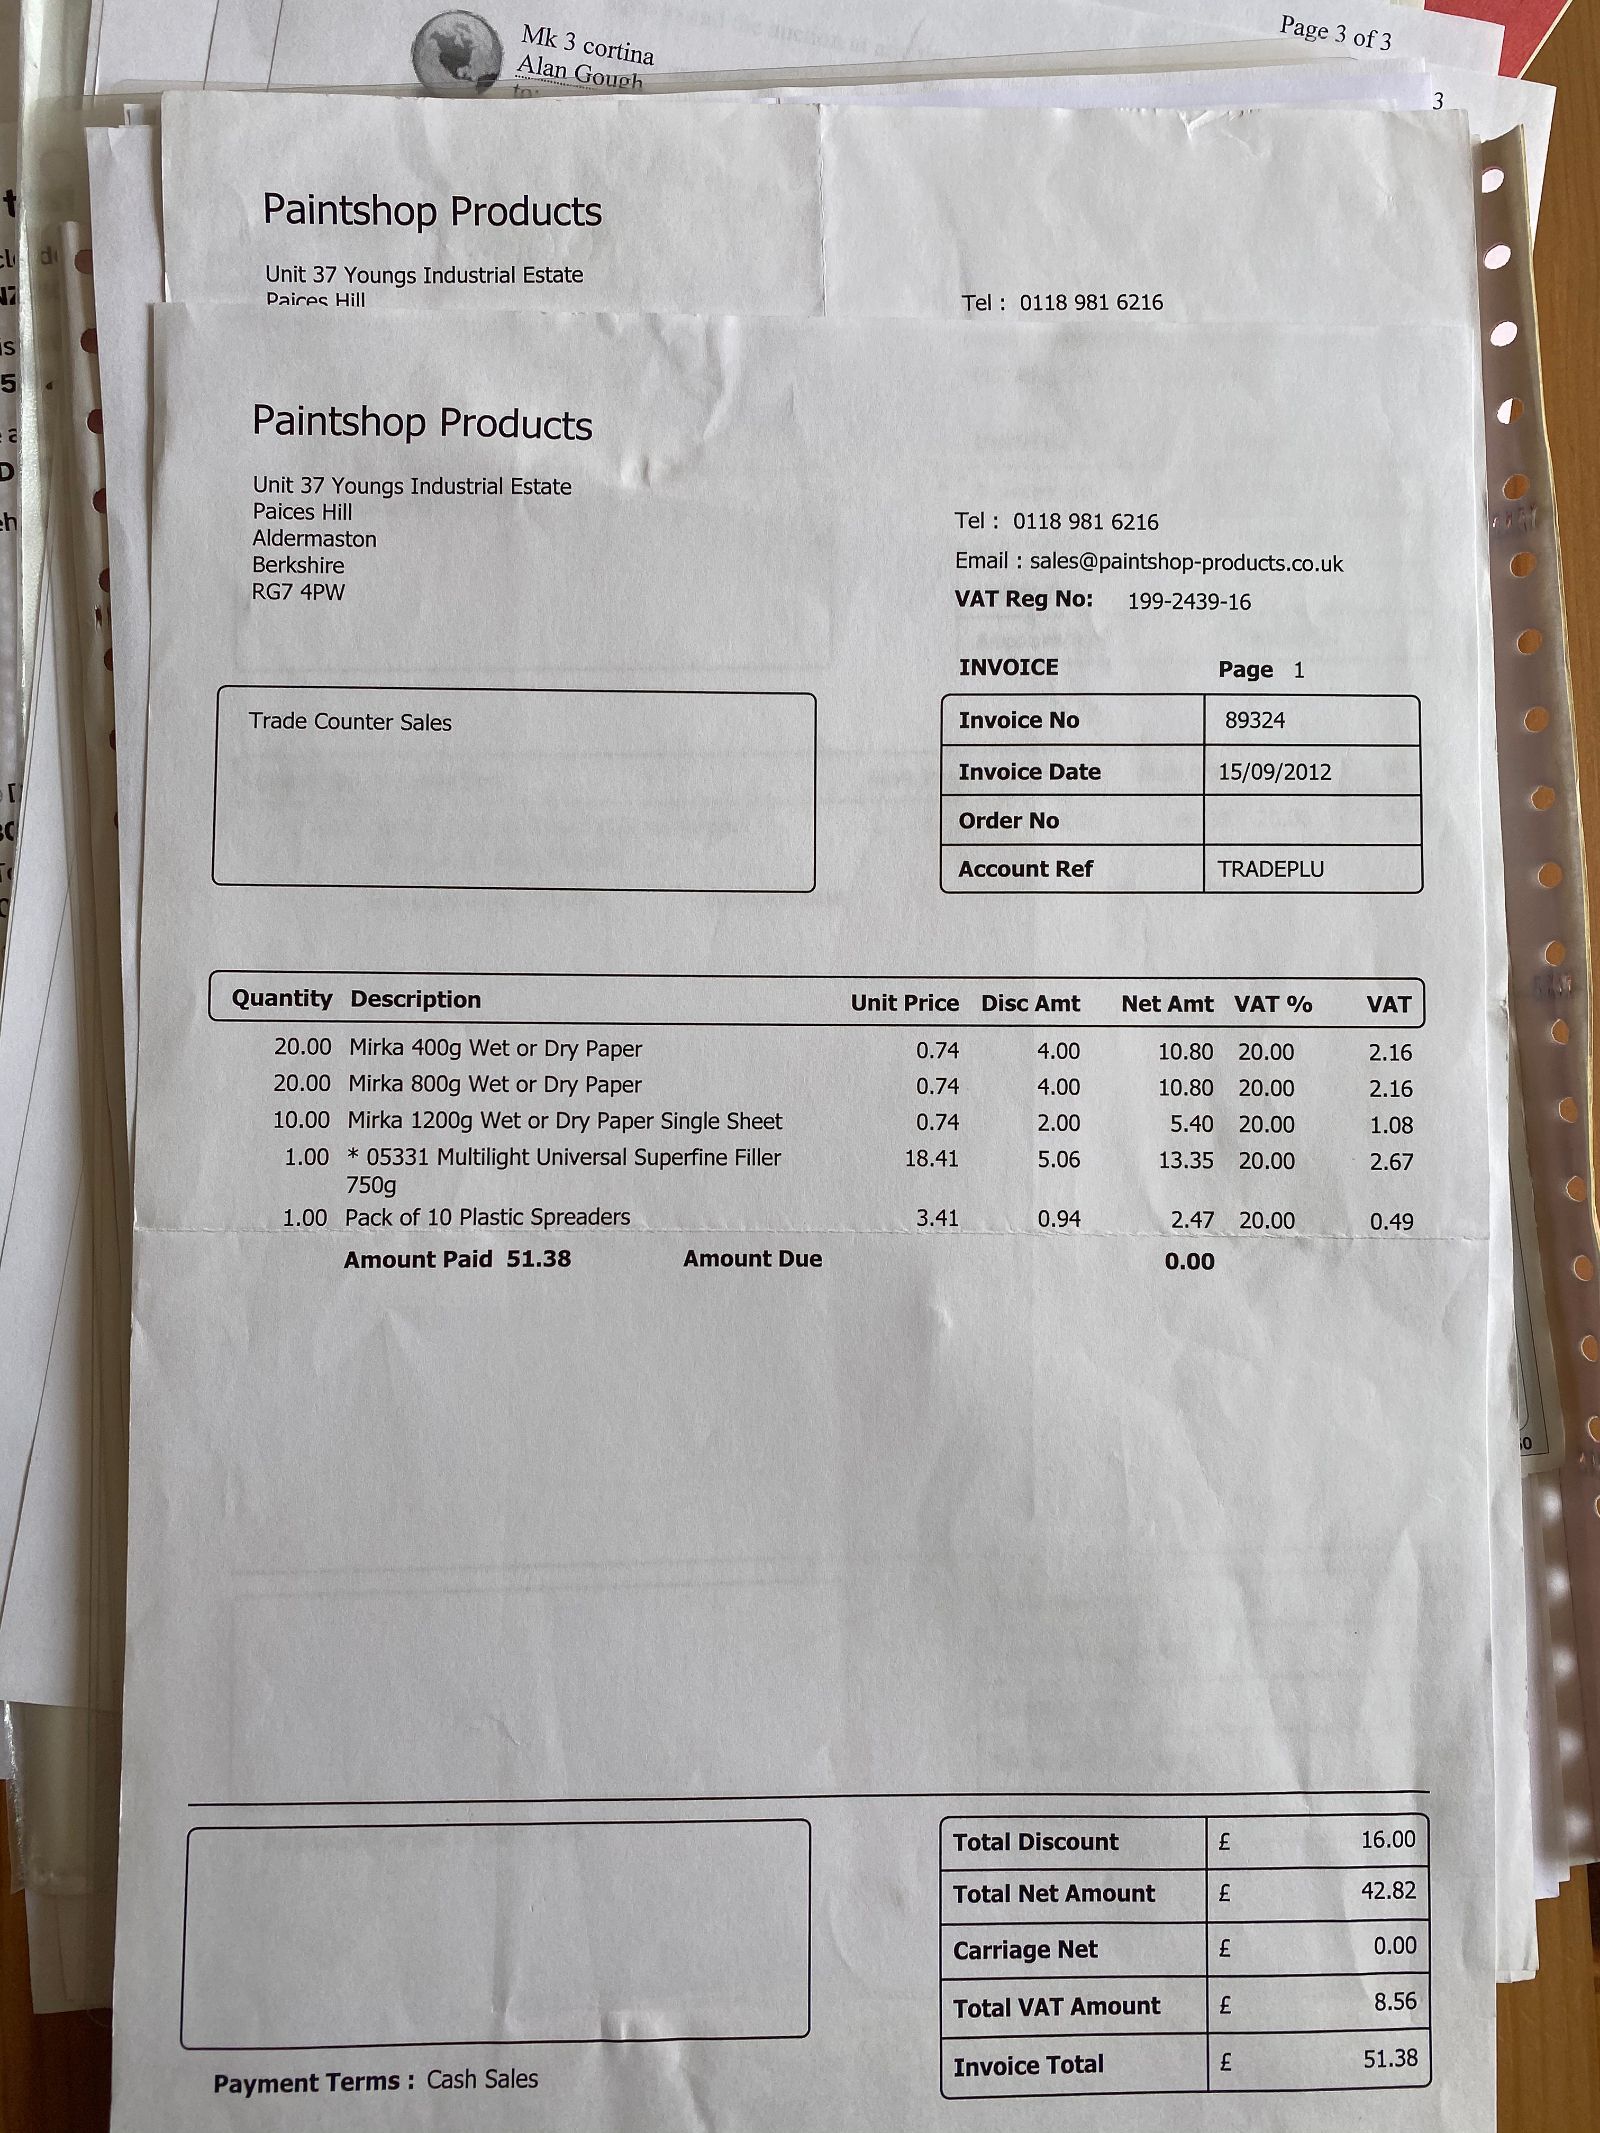 Page 3 of 3
Mk 3 cortina
Alan Gough
to:
3
Paintshop Products
Unit 37 Youngs Industrial Estate
Paices Hill
Tel : 0118 981 6216
Paintshop Products
Unit 37 Youngs Industrial Estate
Paices Hill
Aldermaston
Berkshire
RG7 4PW
Tel : 0118 981 6216
Email : sales@paintshop-products.co.uk
VAT Reg No: 199-2439-16
INVOICE Page 1
Trade Counter Sales
Invoice No 89324
Invoice Date 15/09/2012
Order No
Account Ref TRADEPLU
Quantity Description Unit Price Disc Amt Net Amt VAT % VAT
20.00 Mirka 400g Wet or Dry Paper 0.74 4.00 10.80 20.00 2.16
20.00 Mirka 800g Wet or Dry Paper 0.74 4.00 10.80 20.00 2.16
10.00 Mirka 1200g Wet or Dry Paper Single Sheet 0.74 2.00 5.40 20.00 1.08
1.00 * 05331 Multilight Universal Superfine Filler 18.41 5.06 13.35 20.00 2.67
750g
1.00 Pack of 10 Plastic Spreaders 3.41 0.94 2.47 20.00 0.49
Amount Paid 51.38 Amount Due 0.00
Total Discount £ 16.00
Total Net Amount £ 42.82
Carriage Net £ 0.00
Total VAT Amount £ 8.56
Invoice Total £ 51.38
Payment Terms : Cash Sales